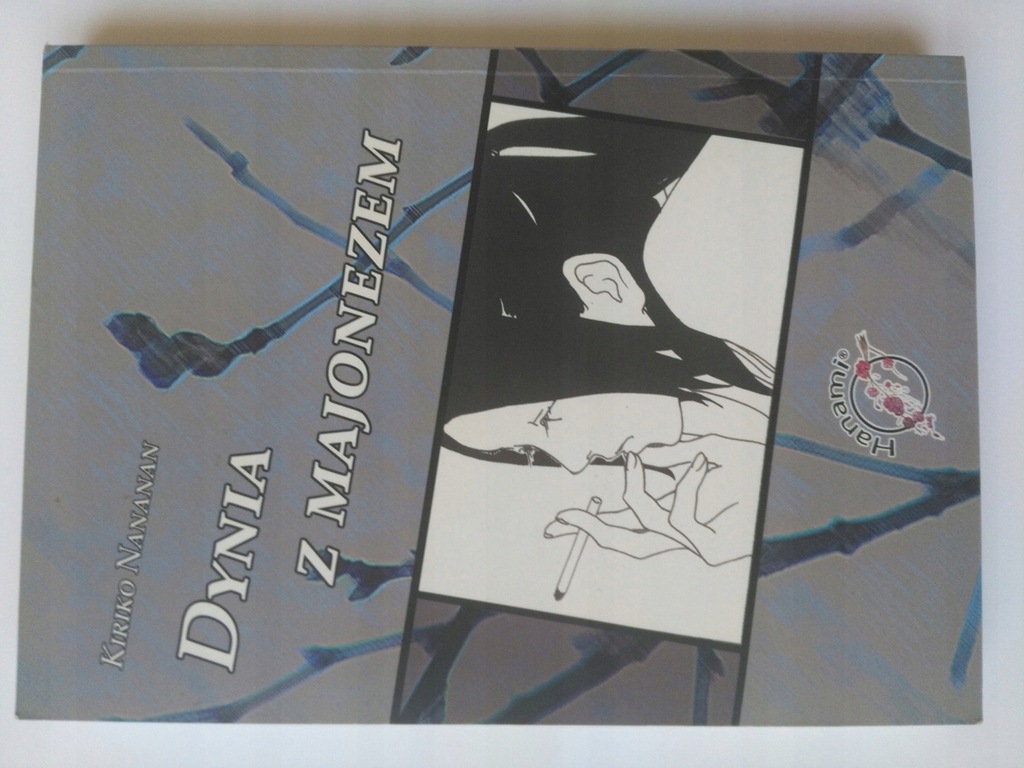 KIRIKO NANANAN
DYNIA
Z MAJONEZEM
Hanami®